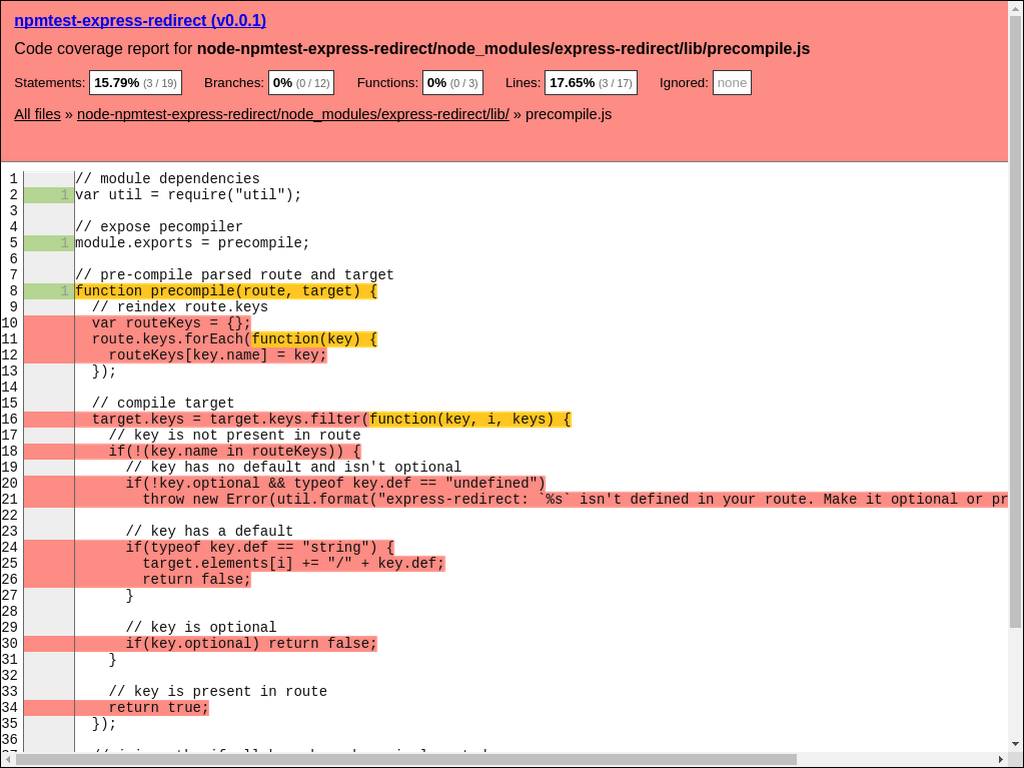 npmtest-express-redirect (v0.0.1)
Code coverage report for node-npmtest-express-redirect/node_modules/express-redirect/lib/precompile.js
Statements: 15.79% (3 / 19) Branches: 0% (0 / 12) Functions: 0% (0 / 3) Lines: 17.65% (3 / 17) Ignored: none
All files » node-npmtest-express-redirect/node_modules/express-redirect/lib/ » precompile.js
1 // module dependencies
2 1 var util = require("util");
3
4 // expose pecompiler
5 1 module.exports = precompile;
6
7 // pre-compile parsed route and target
8 1 function precompile(route, target) {
9 // reindex route.keys
10 var routeKeys = {};
11 route.keys.forEach(function(key) {
12 routeKeys[key.name] = key;
13 });
14
15 // compile target
16 target.keys = target.keys.filter(function(key, i, keys) {
17 // key is not present in route
18 if(!(key.name in routeKeys)) {
19 // key has no default and isn't optional
20 if(!key.optional && typeof key.def == "undefined")
21 throw new Error(util.format("express-redirect: `%s` isn't defined in your route. Make it optional or pr
22
23 // key has a default
24 if(typeof key.def == "string") {
25 target.elements[i] += "/" + key.def;
26 return false;
27 }
28
29 // key is optional
30 if(key.optional) return false;
31 }
32
33 // key is present in route
34 return true;
35 });
36